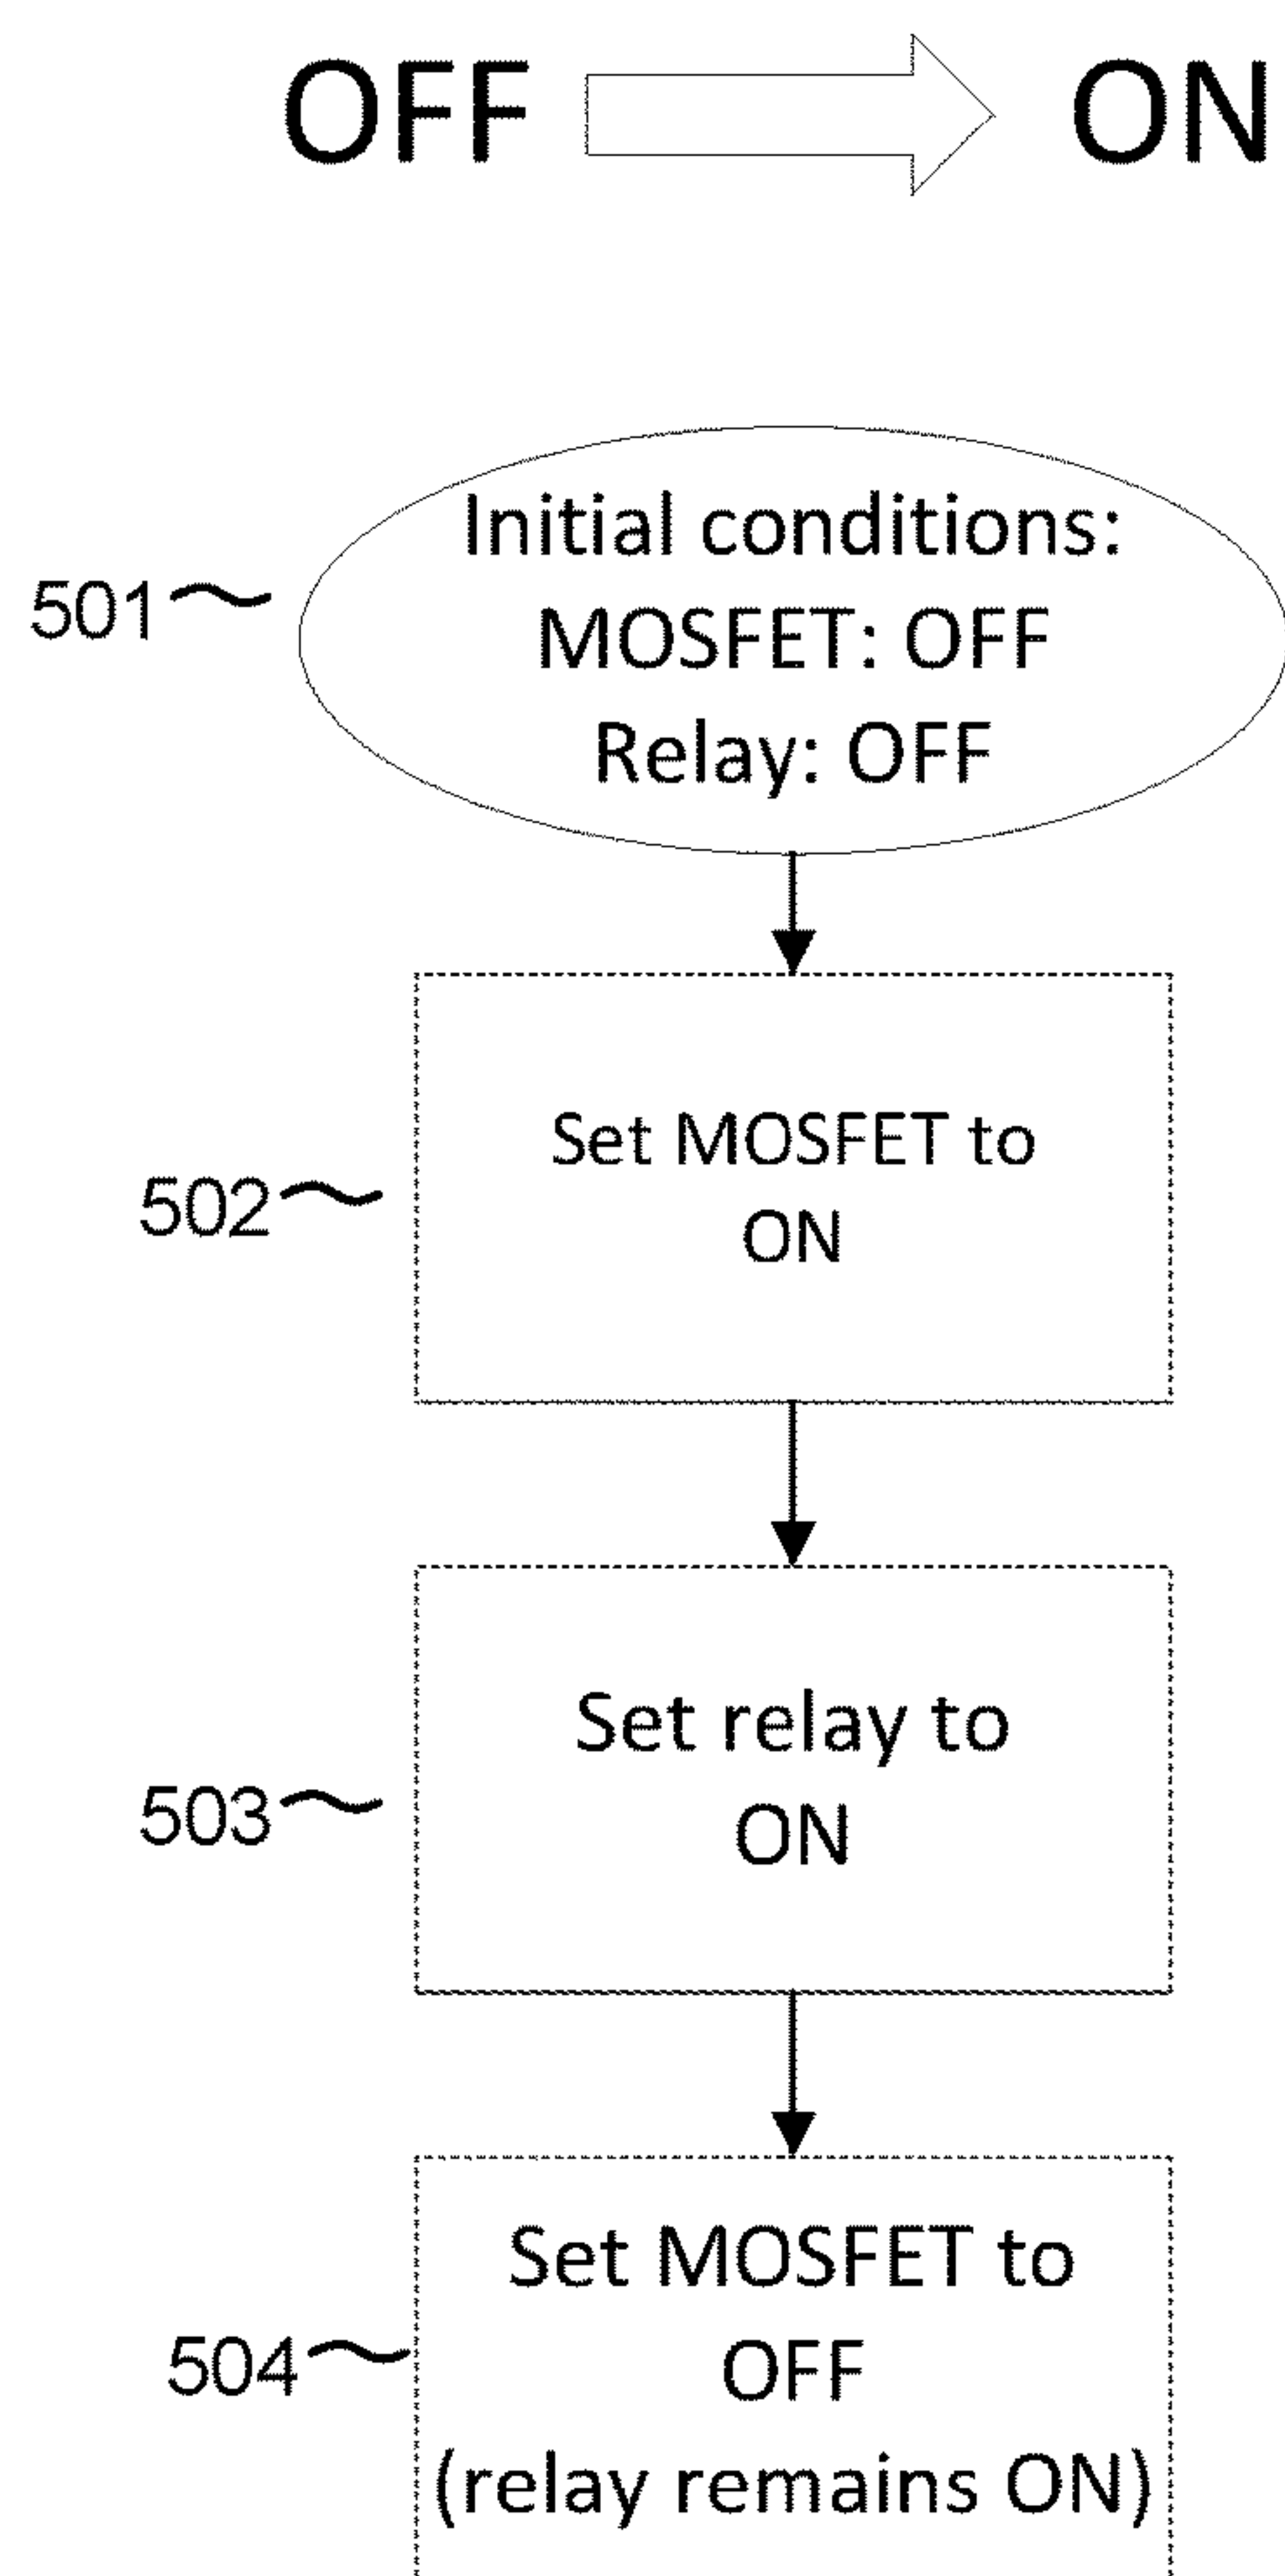 OFF ON
Initial conditions:
501
MOSFET: OFF
Relay: OFF
Set MOSFET to
502
ON
Set relay to
503
ON
Set MOSFET to
504
OFF
(relay remains ON)